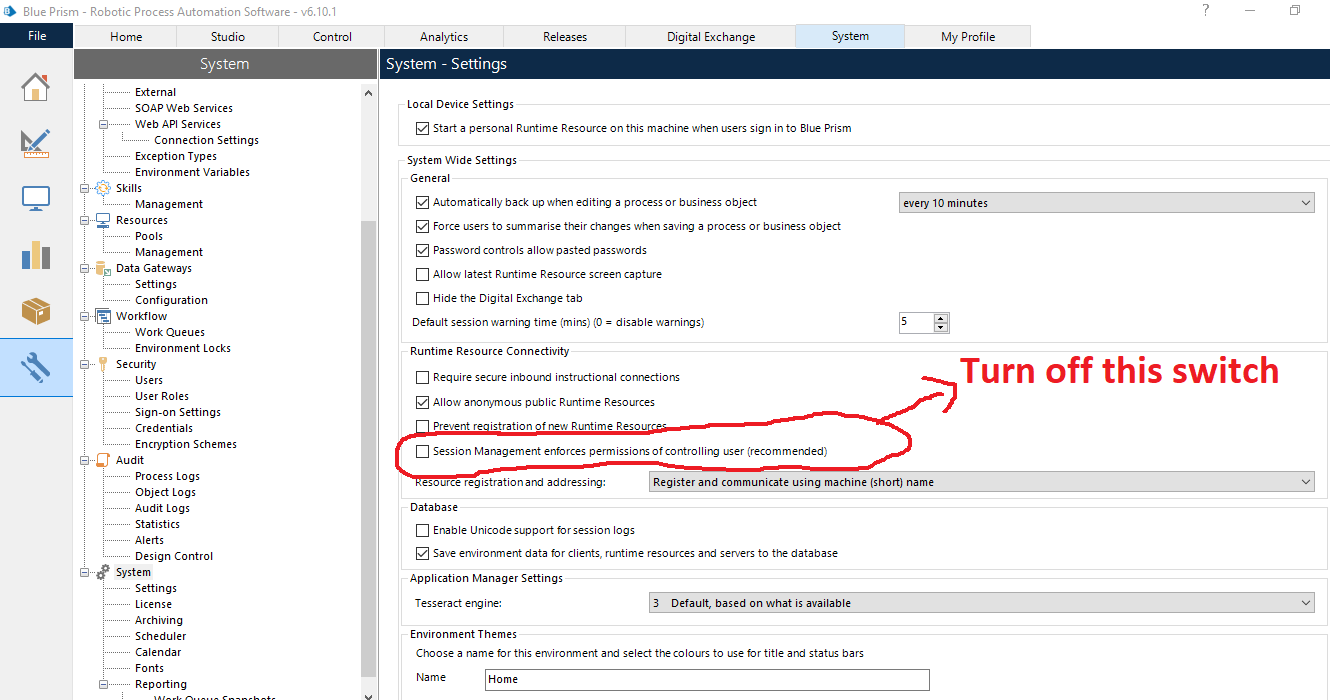 Blue Prism - Robotic Process Automation Software - v6.10.1
?
File Home Studio Control Analytics Releases Digital Exchange System My Profile
System
External
SOAP Web Services
Web API Services
Connection Settings
Exception Types
Environment Variables
Skills
Management
Resources
Pools
Management
Data Gateways
Settings
Configuration
Workflow
Work Queues
Environment Locks
Security
Users
User Roles
Sign-on Settings
Credentials
Encryption Schemes
Audit
Process Logs
Object Logs
Audit Logs
Statistics
Alerts
Design Control
System
Settings
License
Archiving
Scheduler
Calendar
Fonts
Reporting
Work Queue Snapshots
System - Settings
Local Device Settings
Start a personal Runtime Resource on this machine when users sign in to Blue Prism
System Wide Settings
General
Automatically back up when editing a process or business object every 10 minutes
Force users to summarise their changes when saving a process or business object
Password controls allow pasted passwords
Allow latest Runtime Resource screen capture
Hide the Digital Exchange tab
Default session warning time (mins) (0 = disable warnings) 5
Runtime Resource Connectivity
Turn off this switch
Require secure inbound instructional connections
Allow anonymous public Runtime Resources
Prevent registration of new Runtime Resources
Session Management enforces permissions of controlling user (recommended)
Resource registration and addressing: Register and communicate using machine (short) name
Database
Enable Unicode support for session logs
Save environment data for clients, runtime resources and servers to the database
Application Manager Settings
Tesseract engine: 3 Default, based on what is available
Environment Themes
Choose a name for this environment and select the colours to use for title and status bars
Name Home